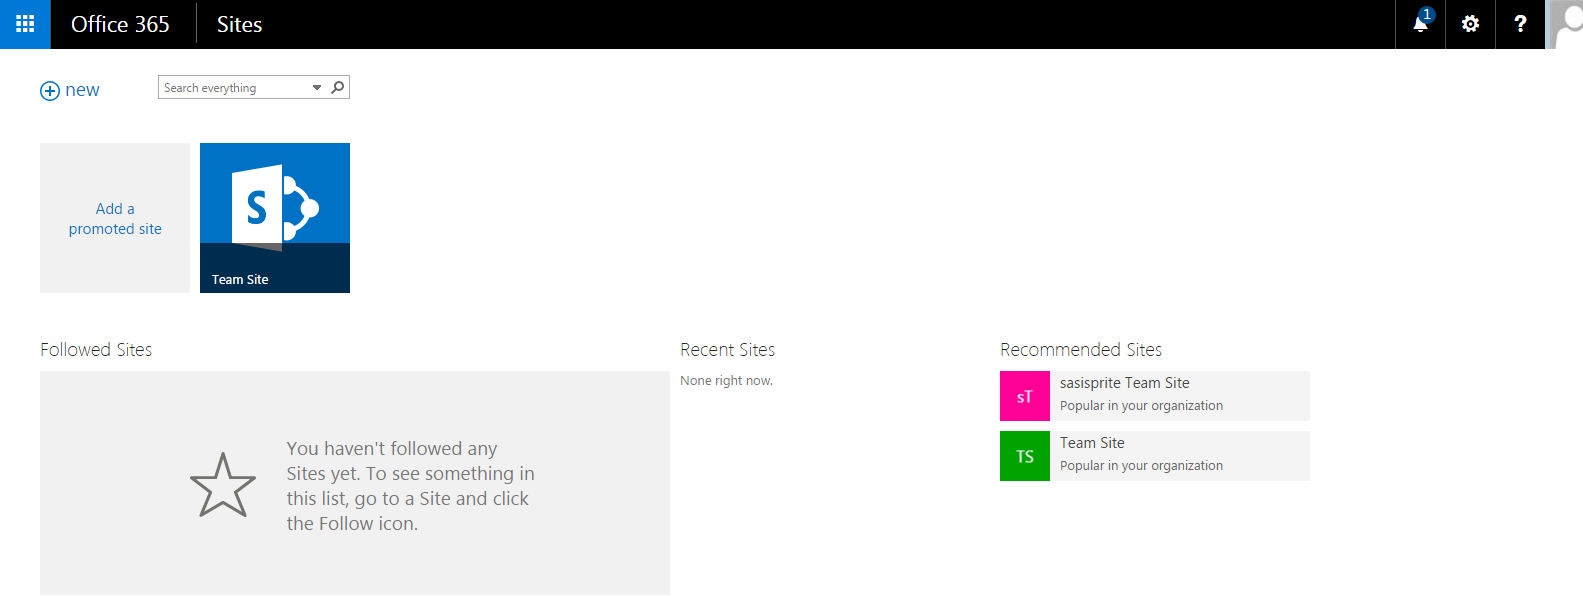 Office 365
Sites
1
?
new
Search everything
Add a
promoted site
S
Team Site
Followed Sites
You haven't followed any
Sites yet. To see something in
this list, go to a Site and click
the Follow icon.
Recent Sites
None right now.
Recommended Sites
sT
sasisprite Team Site
Popular in your organization
TS
Team Site
Popular in your organization